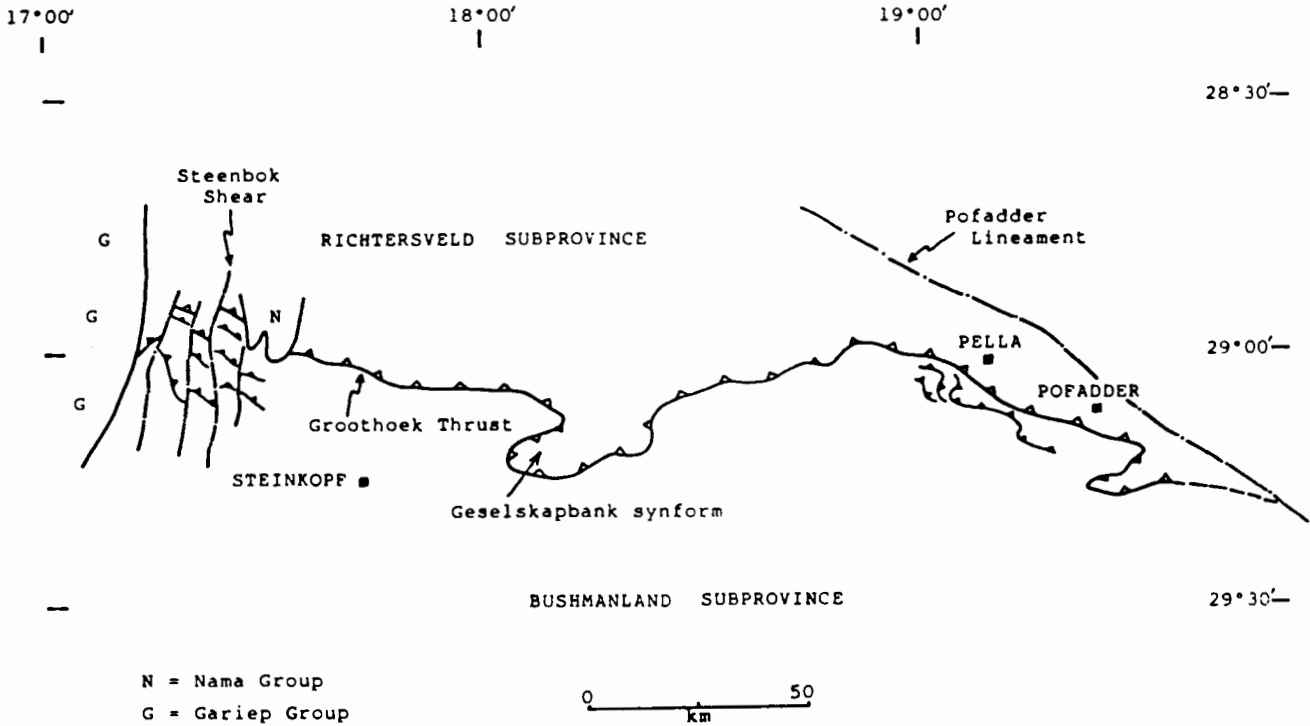 17°00'
18°00'
19°00'
28°30'
Steenbok
Shear
G
RICHTERSVELD SUBPROVINCE
Pofadder
Lineament
G
N
PELLA
29°00'
G
POFADDER
Groothoek Thrust
STEINKOPF
Geselskapbank synform
BUSHMANLAND SUBPROVINCE
29°30'
N = Nama Group
G = Gariep Group
0 50
km